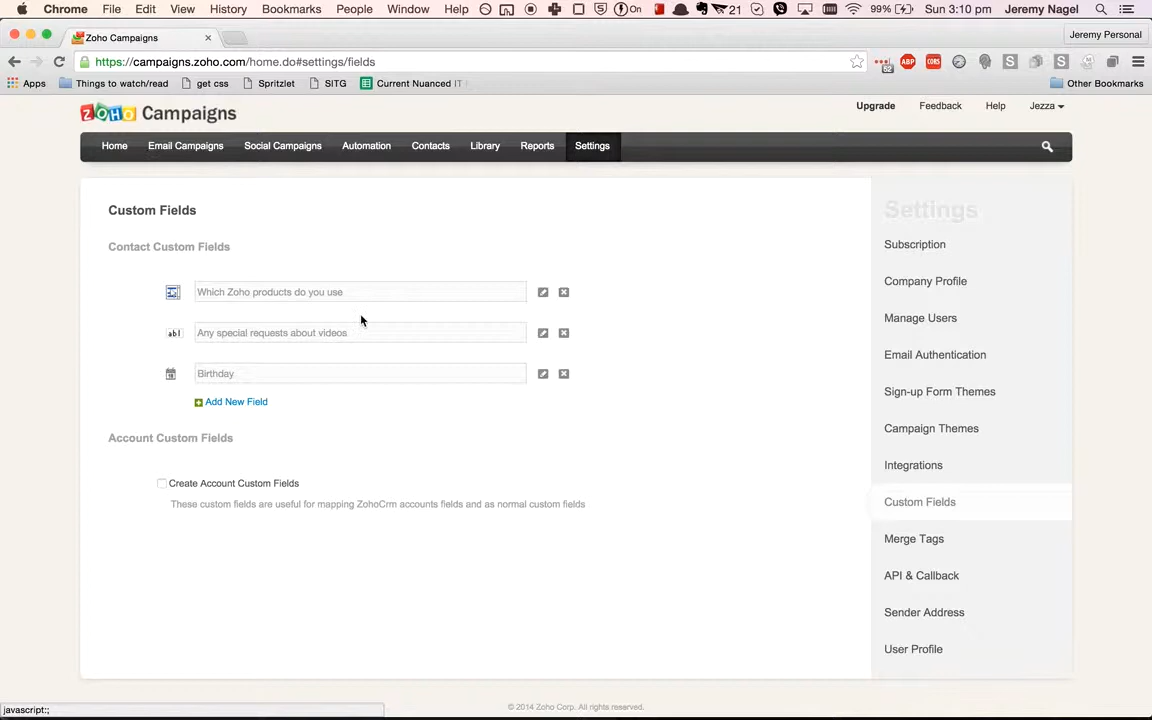 Chrome File Edit View History Bookmarks People Window Help On 21 99% Sun 3:10 pm Jeremy Nagel
Zoho Campaigns Jeremy Personal
https://campaigns.zoho.com/home.do#settings/fields ABP CORS S S 52
Apps Things to watch/read get css Spritzlet SITG Current Nuanced IT Other Bookmarks
ZOHO Campaigns Upgrade Feedback Help Jezza
Home Email Campaigns Social Campaigns Automation Contacts Library Reports Settings
Custom Fields
Contact Custom Fields
Which Zoho products do you use
abl Any special requests about videos
Birthday
Add New Field
Account Custom Fields
Create Account Custom Fields
These custom fields are useful for mapping ZohoCrm accounts fields and as normal custom fields
Settings
Subscription
Company Profile
Manage Users
Email Authentication
Sign-up Form Themes
Campaign Themes
Integrations
Custom Fields
Merge Tags
API & Callback
Sender Address
User Profile
© 2014 Zoho Corp. All rights reserved.
javascript:;